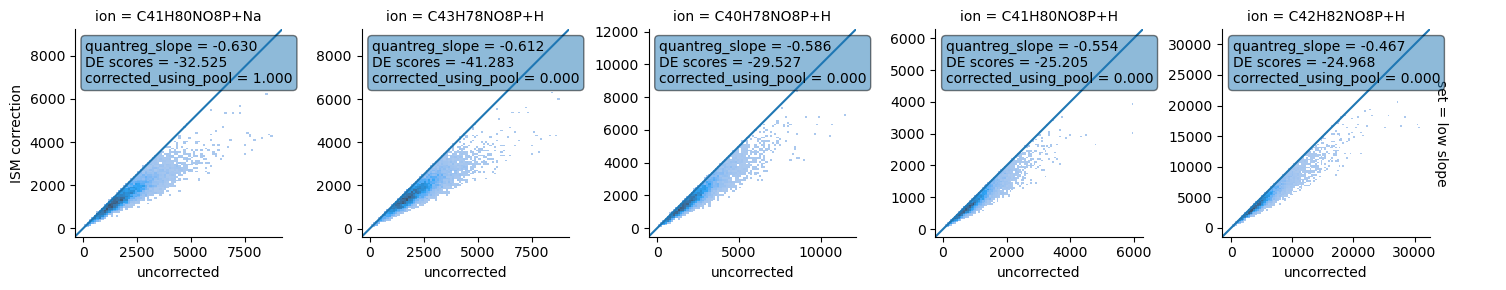 ion = C41H80NO8P+Na
quantreg_slope = -0.630
DE scores = -32.525
corrected_using_pool = 1.000
ISM correction
8000
6000
4000
2000
0
0
2500
5000
7500
uncorrected
ion = C43H78NO8P+H
quantreg_slope = -0.612
DE scores = -41.283
corrected_using_pool = 0.000
8000
6000
4000
2000
0
0
2500
5000
7500
uncorrected
ion = C40H78NO8P+H
quantreg_slope = -0.586
DE scores = -29.527
corrected_using_pool = 0.000
12000
10000
8000
6000
4000
2000
0
0
5000
10000
uncorrected
ion = C41H80NO8P+H
quantreg_slope = -0.554
DE scores = -25.205
corrected_using_pool = 0.000
6000
5000
4000
3000
2000
1000
0
0
2000
4000
6000
uncorrected
ion = C42H82NO8P+H
quantreg_slope = -0.467
DE scores = -24.968
corrected_using_pool = 0.000
30000
25000
20000
15000
10000
5000
0
0
10000
20000
30000
uncorrected
set = low slope